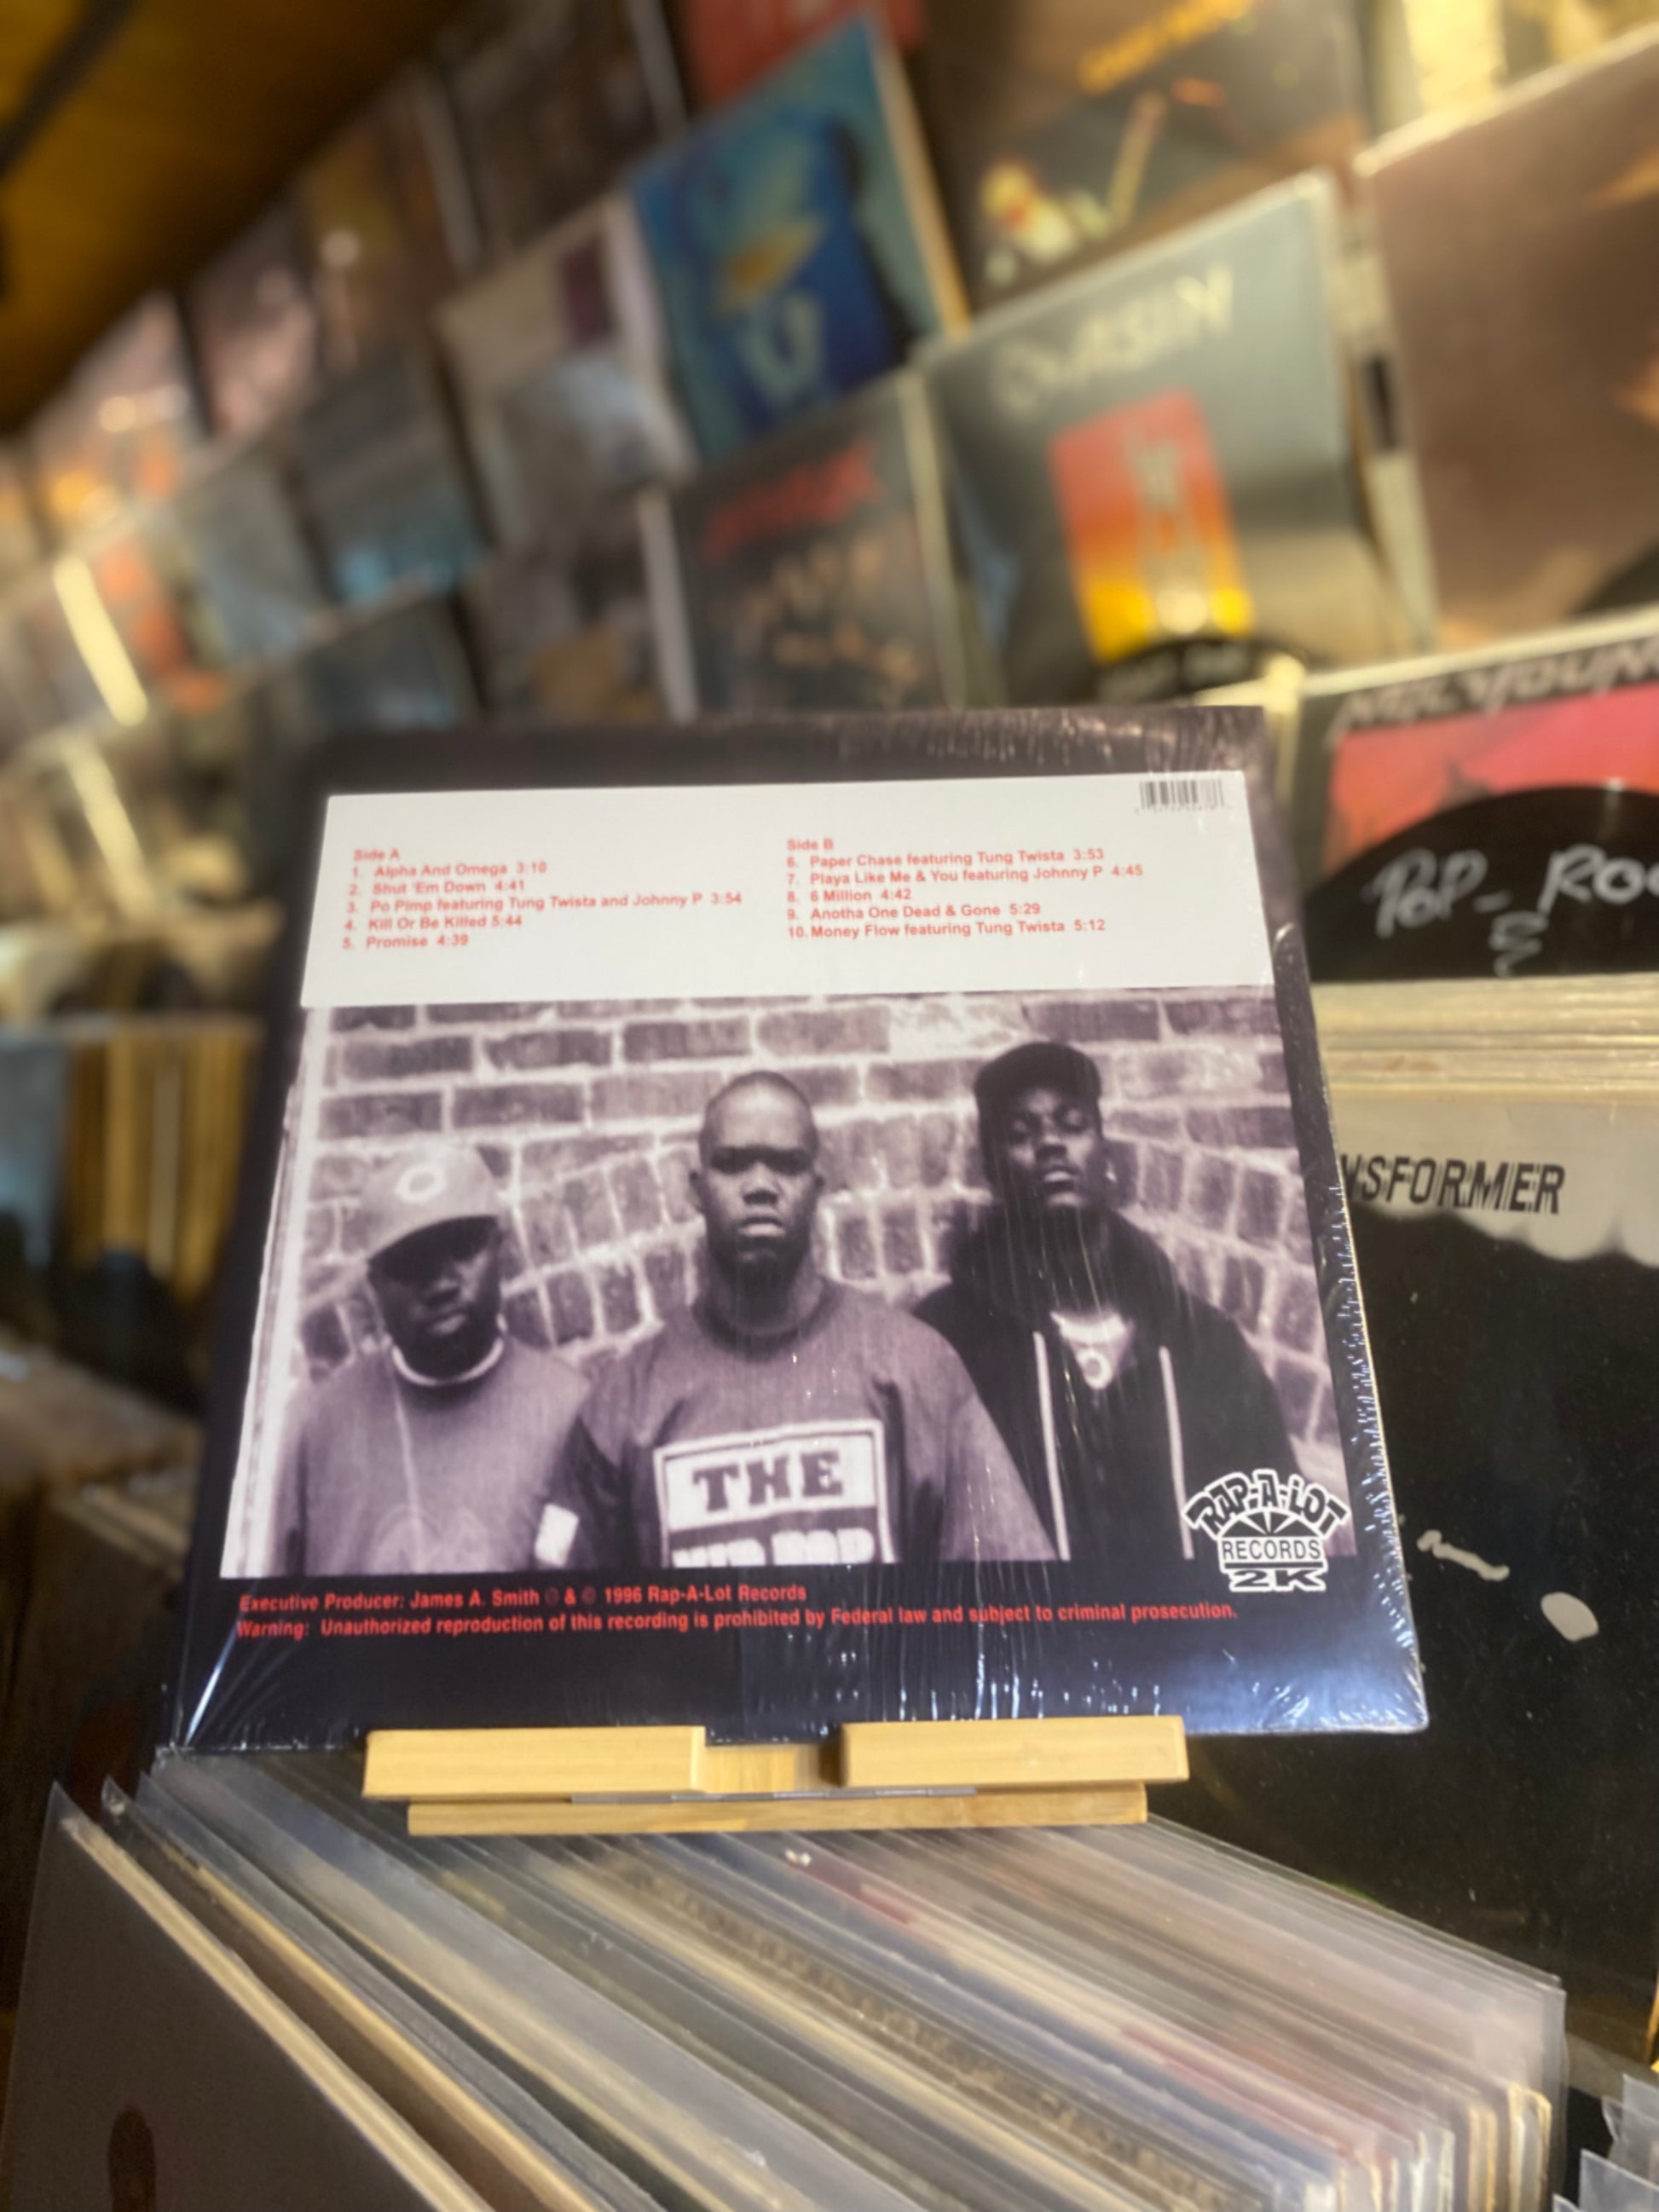 Side A
1. Alpha And Omega 3:10
2. Shut 'Em Down 4:41
3. Po Pimp featuring Tung Twista and Johnny P 3:54
4. Kill Or Be Killed 5:44
5. Promise 4:39
Side B
6. Paper Chase featuring Tung Twista 3:53
7. Playa Like Me & You featuring Johnny P 4:45
8. 6 Million 4:42
9. Anotha One Dead & Gone 5:29
10. Money Flow featuring Tung Twista 5:12
THE
HIP HOP
RAP-A-LOT
RECORDS
2K
Executive Producer: James A. Smith ℗ & © 1996 Rap-A-Lot Records
Warning: Unauthorized reproduction of this recording is prohibited by Federal law and subject to criminal prosecution.
POP-ROC
NSFORMER